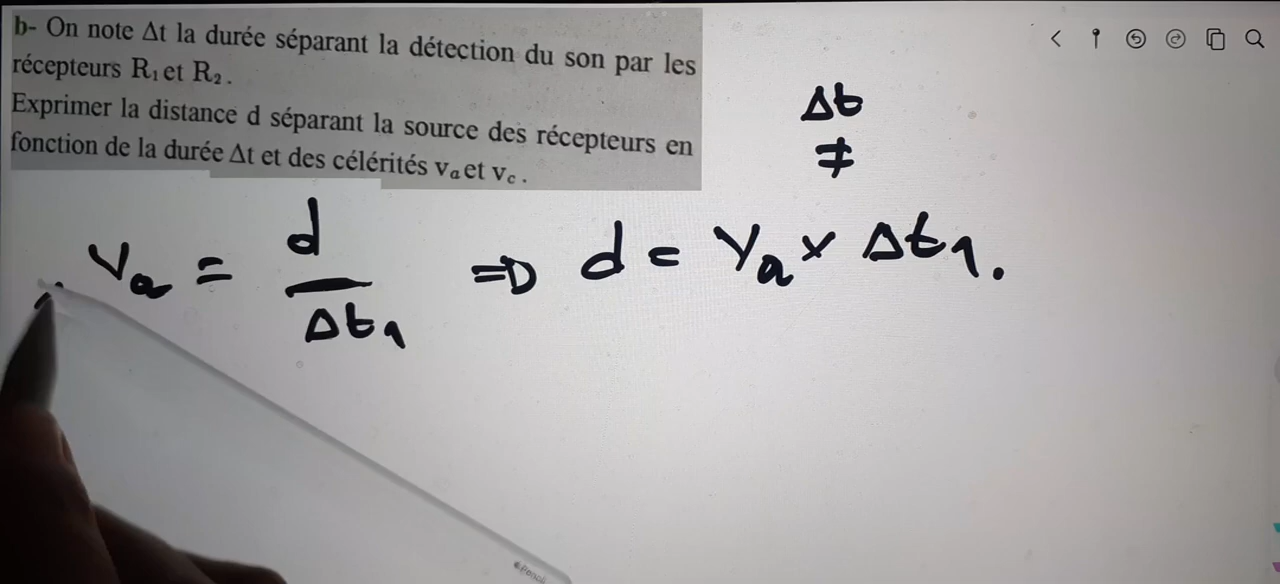 b- On note Δt la durée séparant la détection du son par les
récepteurs R₁ et R₂.
Exprimer la distance d séparant la source des récepteurs en
fonction de la durée Δt et des célérités vₐ et v_c.
Δt
≠
Vₐ = d / Δt₁ => d = Vₐ × Δt₁.
Pencil